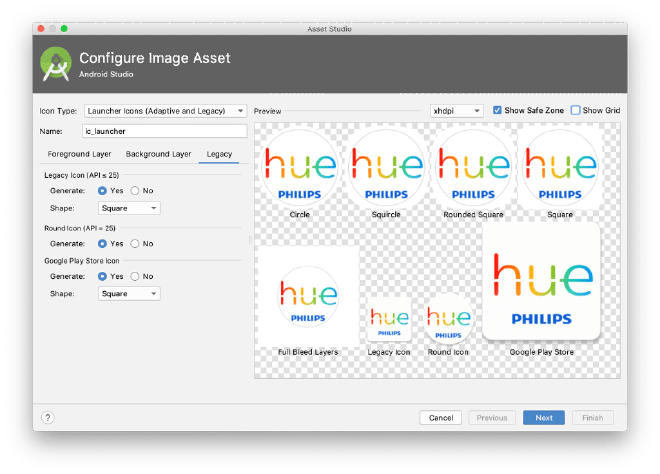 Asset Studio
Configure Image Asset
Android Studio
Icon Type: Launcher Icons (Adaptive and Legacy)
Name: ic_launcher
Foreground Layer Background Layer Legacy
Legacy Icon (API ≤ 25)
Generate: Yes No
Shape: Square
Round Icon (API = 25)
Generate: Yes No
Google Play Store Icon
Generate: Yes No
Shape: Square
Preview xhdpi Show Safe Zone Show Grid
hue hue hue hue
PHILIPS PHILIPS PHILIPS PHILIPS
Circle Squircle Rounded Square Square
hue hue hue hue
PHILIPS PHILIPS PHILIPS PHILIPS
Full Bleed Layers Legacy Icon Round Icon Google Play Store
? Cancel Previous Next Finish